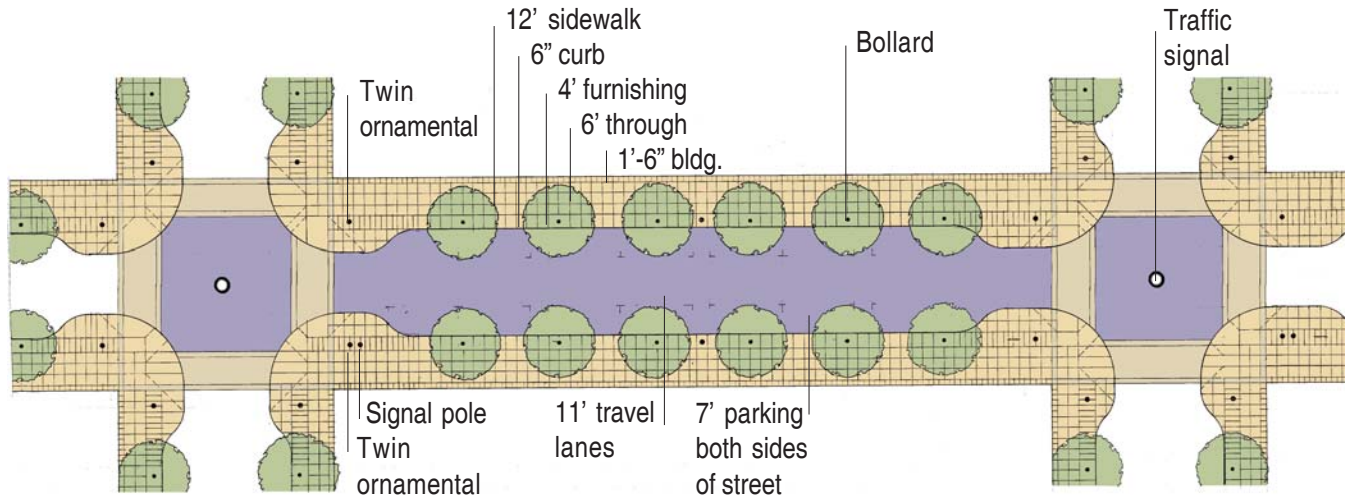 12’ sidewalk
6” curb
4’ furnishing
6’ through
1’-6” bldg.
Twin
ornamental
Bollard
Traffic
signal
Signal pole
Twin
ornamental
11’ travel
lanes
7’ parking
both sides
of street